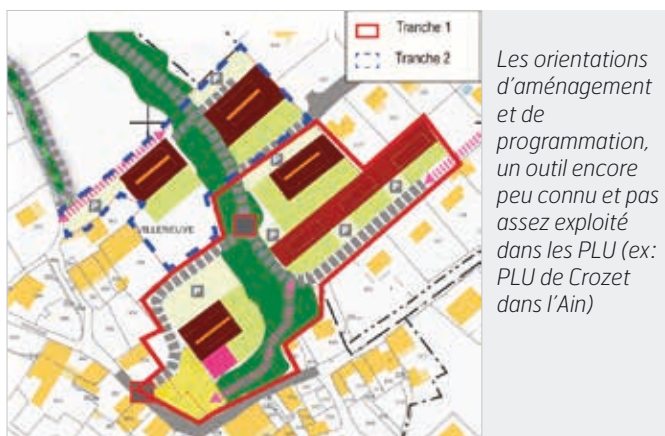 Tranche 1
Tranche 2
P
P
VILLENEUVE
P
P
P
P
P
Les orientations
d'aménagement
et de
programmation,
un outil encore
peu connu et pas
assez exploité
dans les PLU (ex:
PLU de Crozet
dans l'Ain)